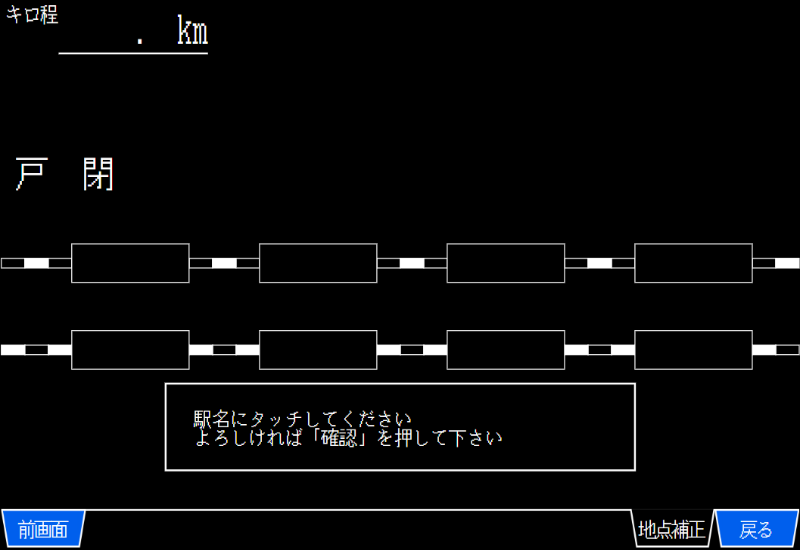 キロ程
. km
戸 閉
駅名にタッチしてください
よろしければ「確認」を押して下さい
前画面
地点補正
戻る